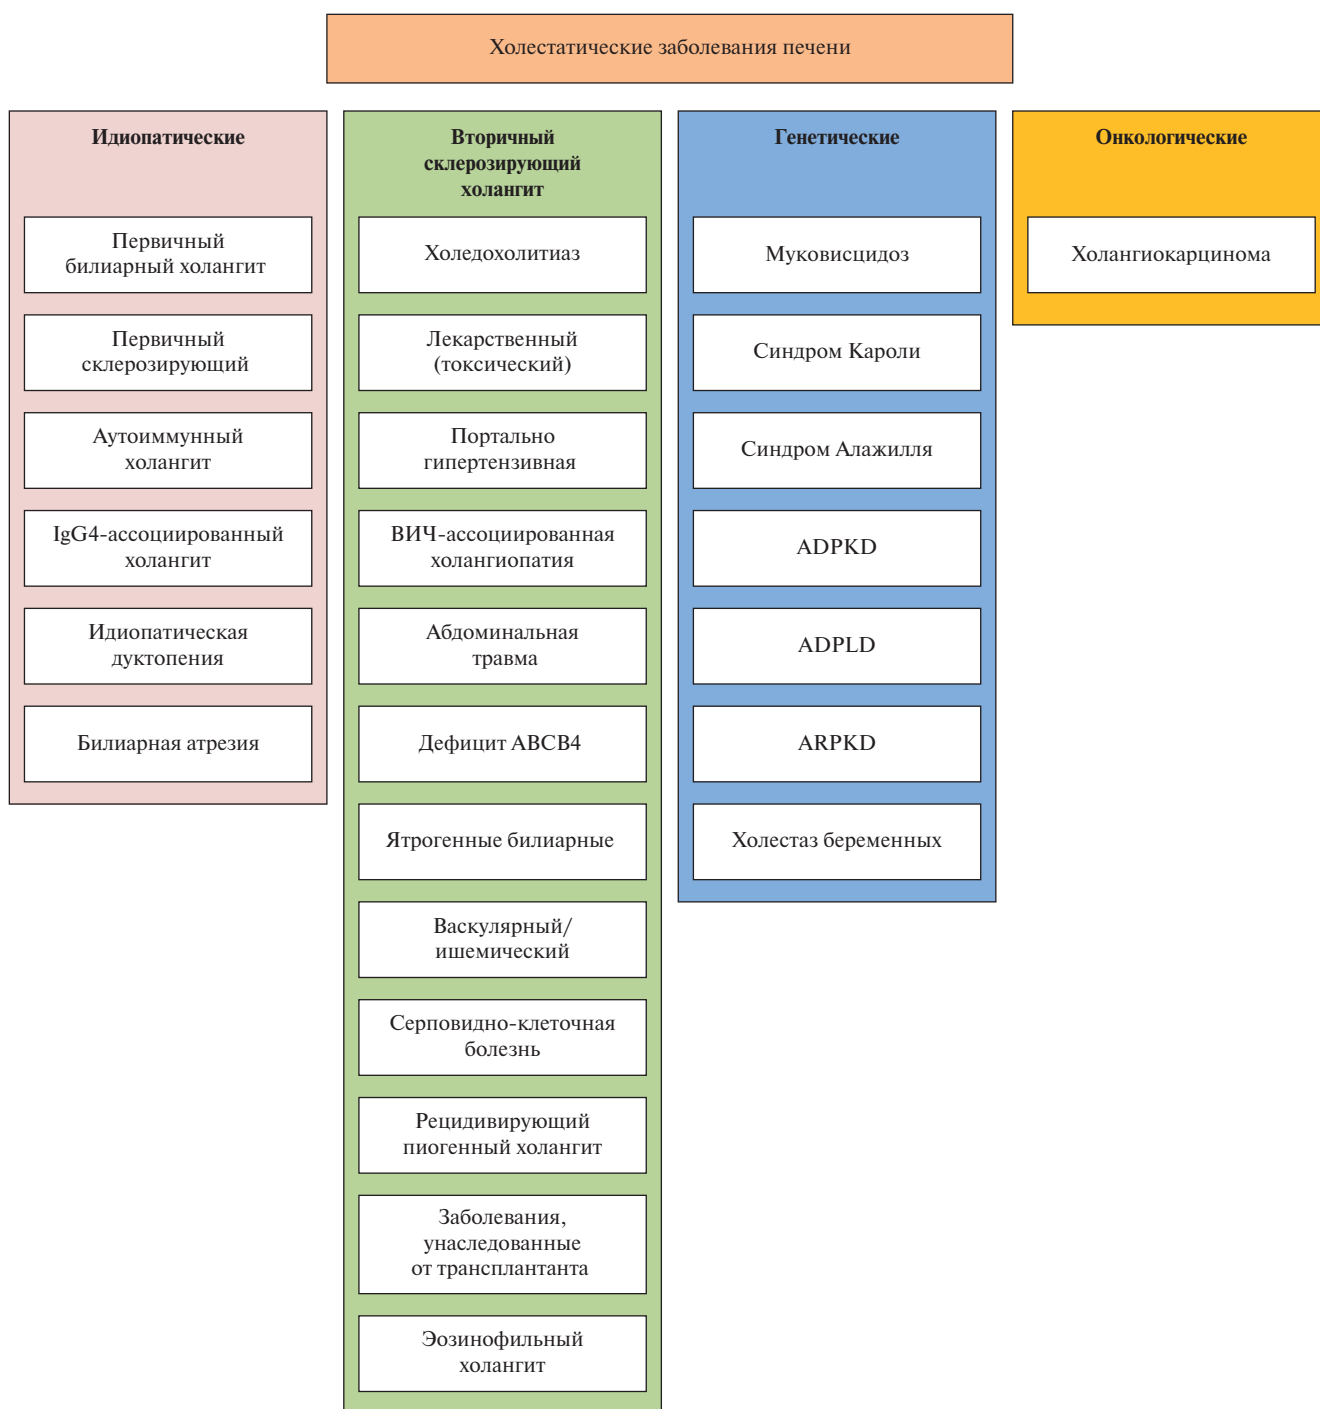 Холестатические заболевания печени
Идиопатические
Первичный
билиарный холангит
Первичный
склерозирующий
Аутоиммунный
холангит
IgG4-ассоциированный
холангит
Идиопатическая
дуктопения
Билиарная атрезия
Вторичный
склерозирующий
холангит
Холедохолитиаз
Лекарственный
(токсический)
Портально
гипертензивная
ВИЧ-ассоциированная
холангиопатия
Абдоминальная
травма
Дефицит ABCB4
Ятрогенные билиарные
Васкулярный/
ишемический
Серповидно-клеточная
болезнь
Рецидивирующий
пиогенный холангит
Заболевания,
унаследованные
от трансплантанта
Эозинофильный
холангит
Генетические
Муковисцидоз
Синдром Кароли
Синдром Алажилля
ADPKD
ADPLD
ARPKD
Холестаз беременных
Онкологические
Холангиокарцинома